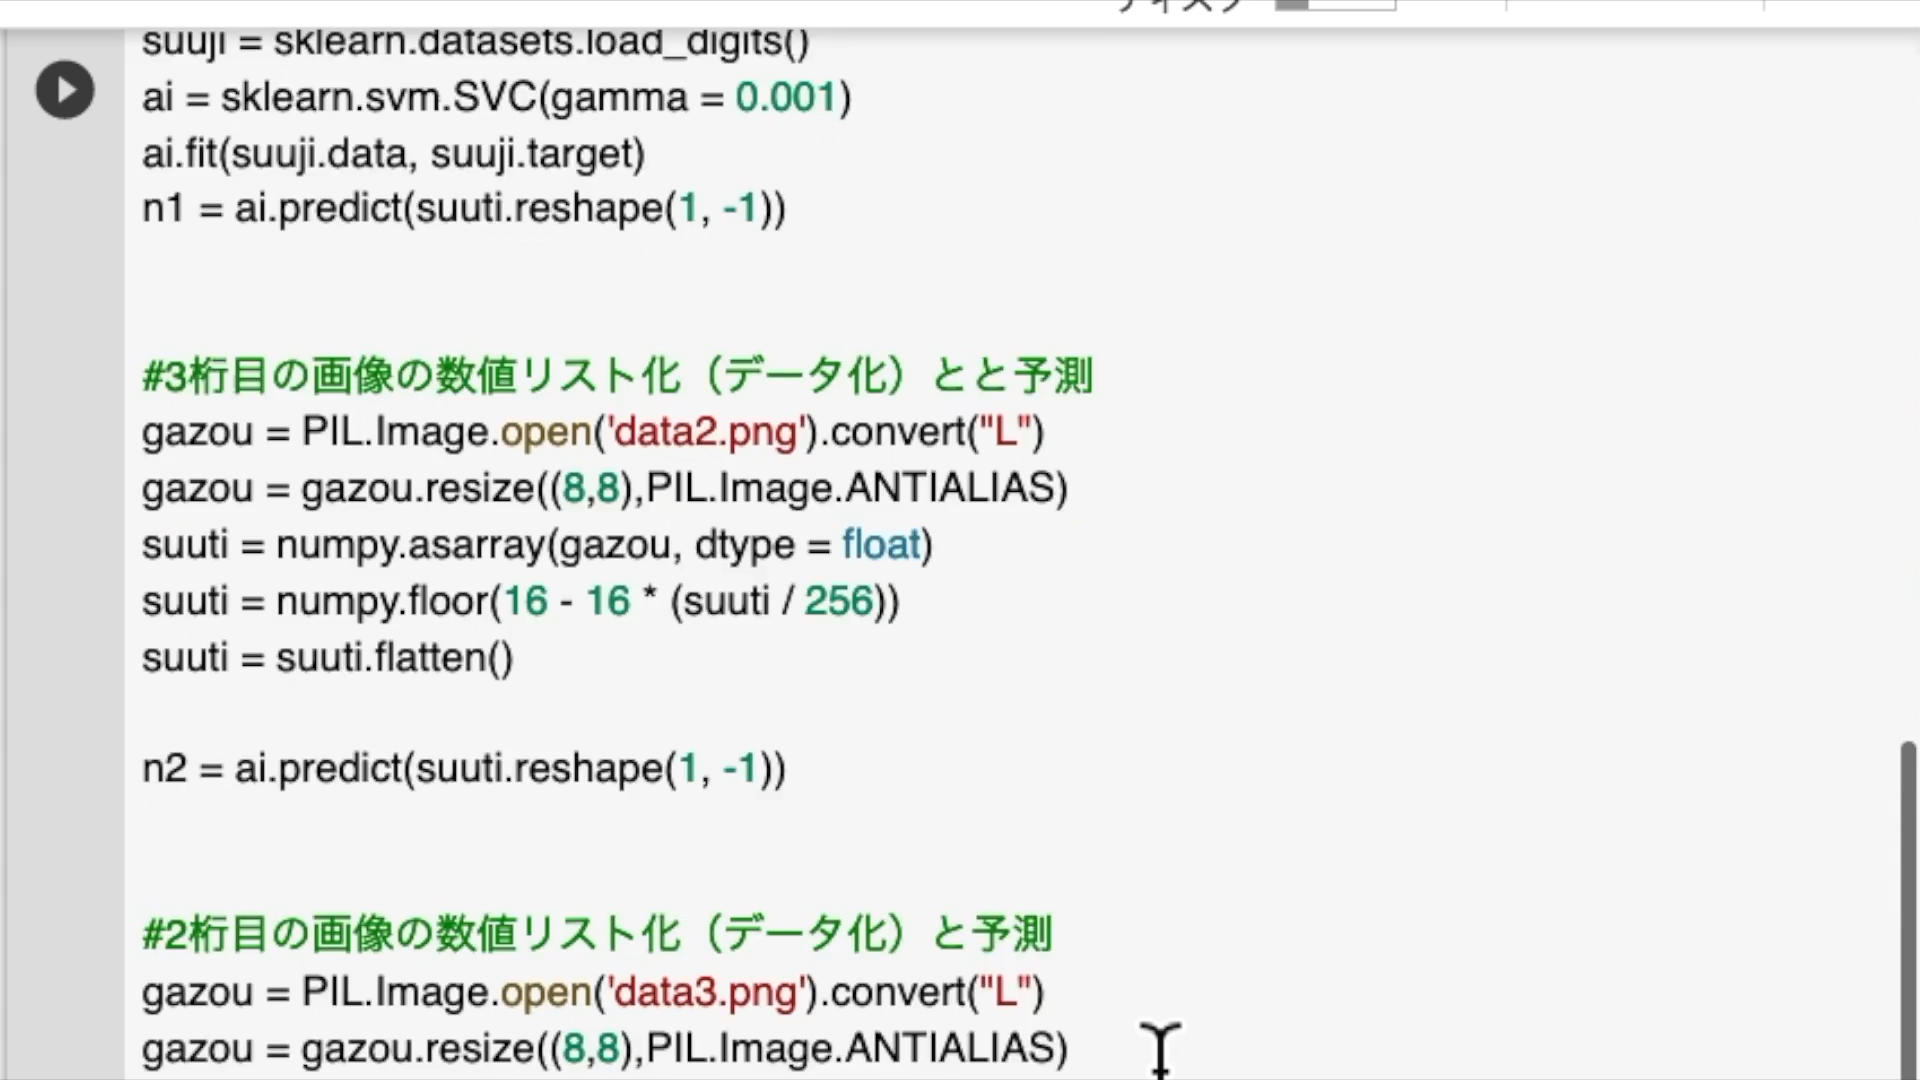 ディスク
suuji = sklearn.datasets.load_digits()
ai = sklearn.svm.SVC(gamma = 0.001)
ai.fit(suuji.data, suuji.target)
n1 = ai.predict(suuti.reshape(1, -1))
#3桁目の画像の数値リスト化（データ化）とと予測
gazou = PIL.Image.open('data2.png').convert("L")
gazou = gazou.resize((8,8),PIL.Image.ANTIALIAS)
suuti = numpy.asarray(gazou, dtype = float)
suuti = numpy.floor(16 - 16 * (suuti / 256))
suuti = suuti.flatten()
n2 = ai.predict(suuti.reshape(1, -1))
#2桁目の画像の数値リスト化（データ化）と予測
gazou = PIL.Image.open('data3.png').convert("L")
gazou = gazou.resize((8,8),PIL.Image.ANTIALIAS)